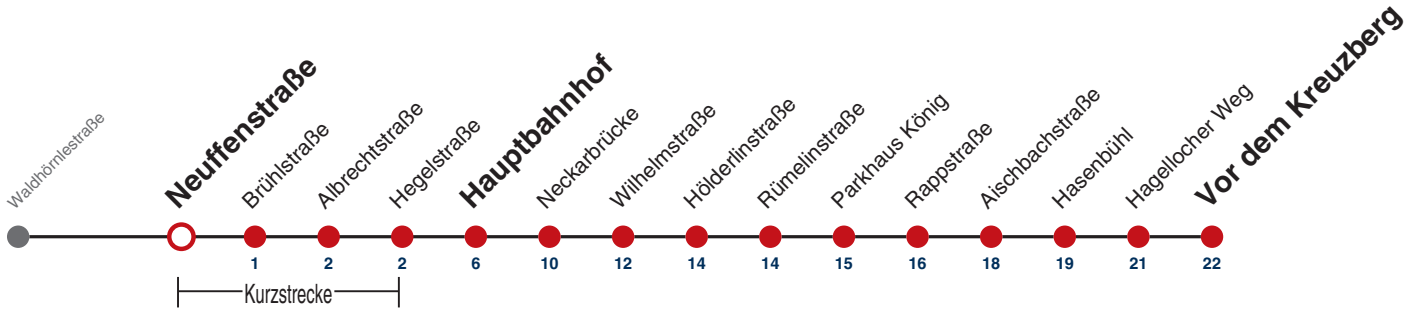 Waldhörnlestraße
Neuffenstraße
Brühlstraße
Albrechtstraße
Hegelstraße
Hauptbahnhof
Neckarbrücke
Wilhelmstraße
Hölderlinstraße
Rümelinstraße
Parkhaus König
Rappstraße
Aischbachstraße
Hasenbühl
Hagellocher Weg
Vor dem Kreuzberg
1 2 2 6 10 12 14 14 15 16 18 19 21 22
Kurzstrecke